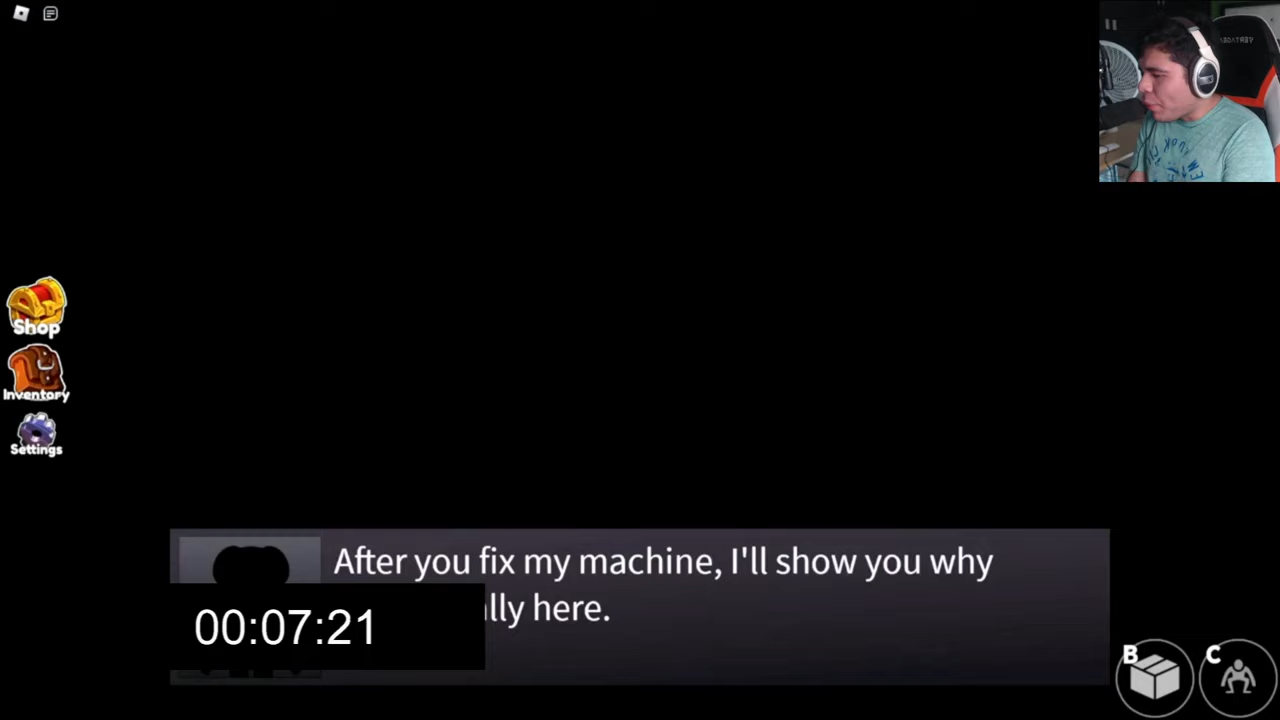 Shop
Inventory
Settings
After you fix my machine, I'll show you why
lly here.
00:07:21
B
C